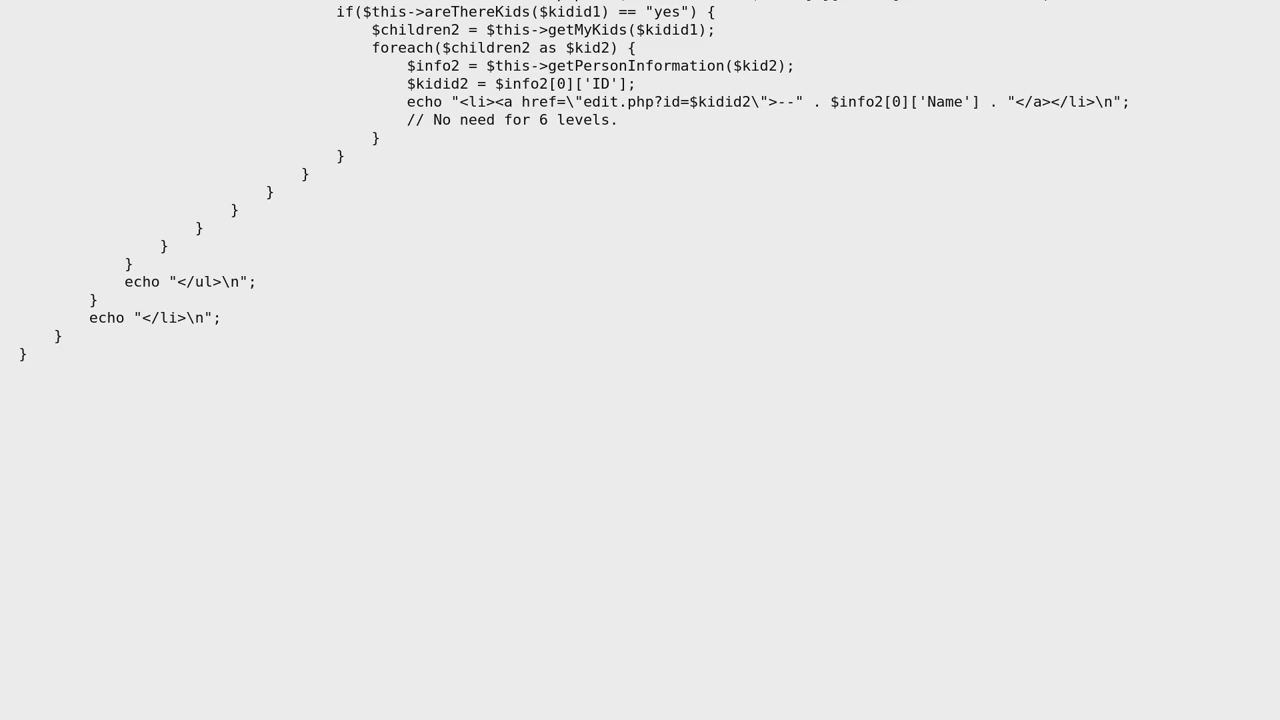 if($this->areThereKids($kidid1) == "yes") {
$children2 = $this->getMyKids($kidid1);
foreach($children2 as $kid2) {
$info2 = $this->getPersonInformation($kid2);
$kidid2 = $info2[0]['ID'];
echo "<li><a href=\"edit.php?id=$kidid2\">--" . $info2[0]['Name'] . "</a></li>\n";
// No need for 6 levels.
}
}
}
}
}
}
}
}
echo "</ul>\n";
}
echo "</li>\n";
}
}